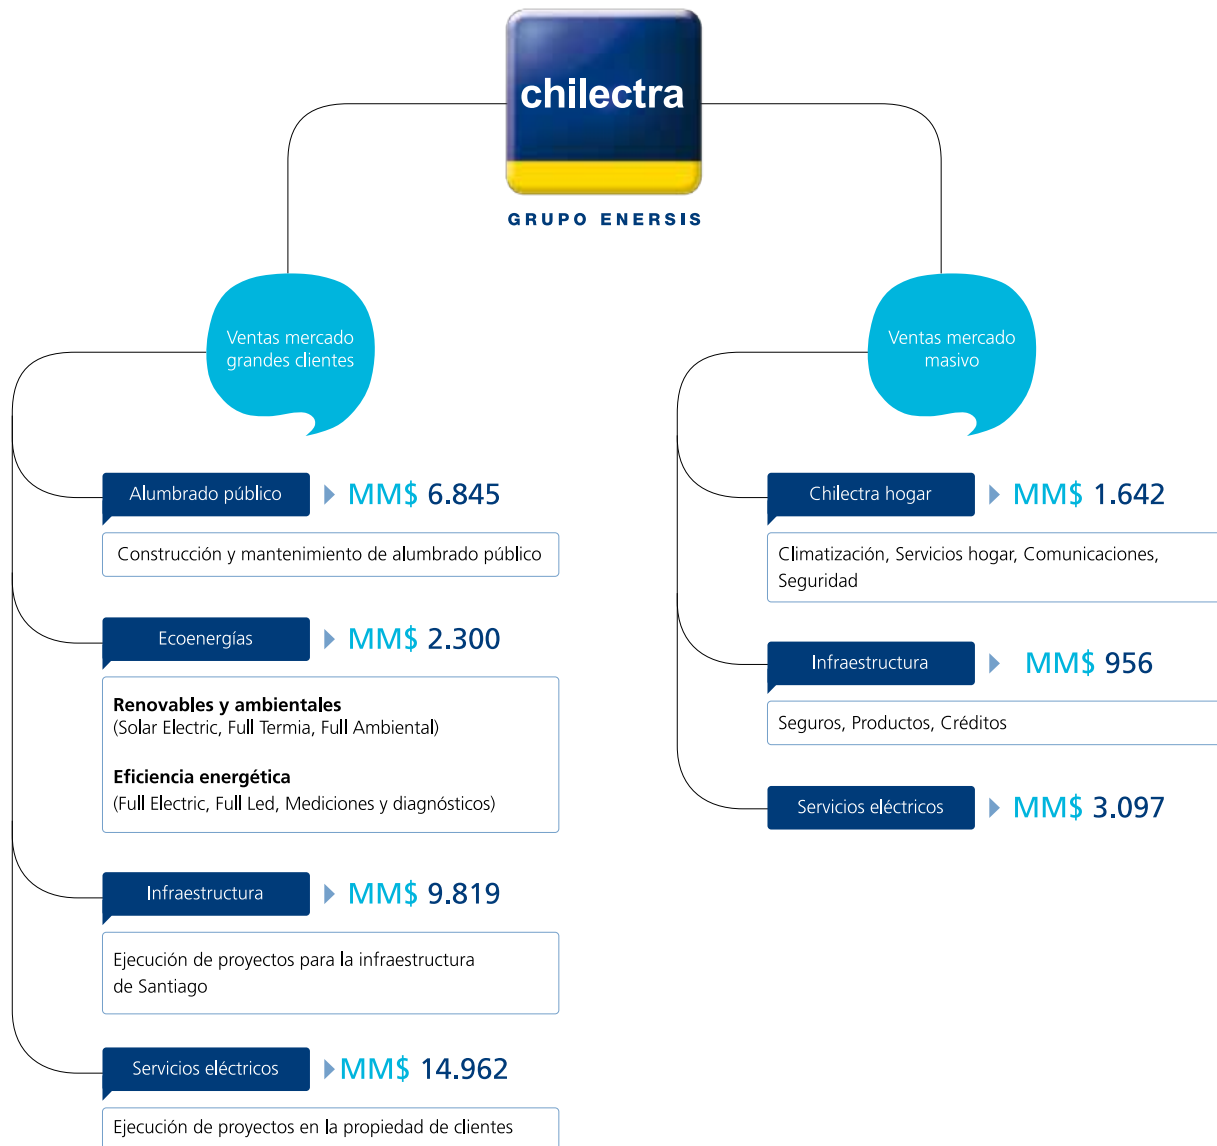 chilectra
GRUPO ENERSIS
Ventas mercado
grandes clientes
Alumbrado público
MM$ 6.845
Construcción y mantenimiento de alumbrado público
Ecoenergías
MM$ 2.300
Renovables y ambientales
(Solar Electric, Full Termia, Full Ambiental)
Eficiencia energética
(Full Electric, Full Led, Mediciones y diagnósticos)
Infraestructura
MM$ 9.819
Ejecución de proyectos para la infraestructura
de Santiago
Servicios eléctricos
MM$ 14.962
Ejecución de proyectos en la propiedad de clientes
Ventas mercado
masivo
Chilectra hogar
MM$ 1.642
Climatización, Servicios hogar, Comunicaciones,
Seguridad
Infraestructura
MM$ 956
Seguros, Productos, Créditos
Servicios eléctricos
MM$ 3.097